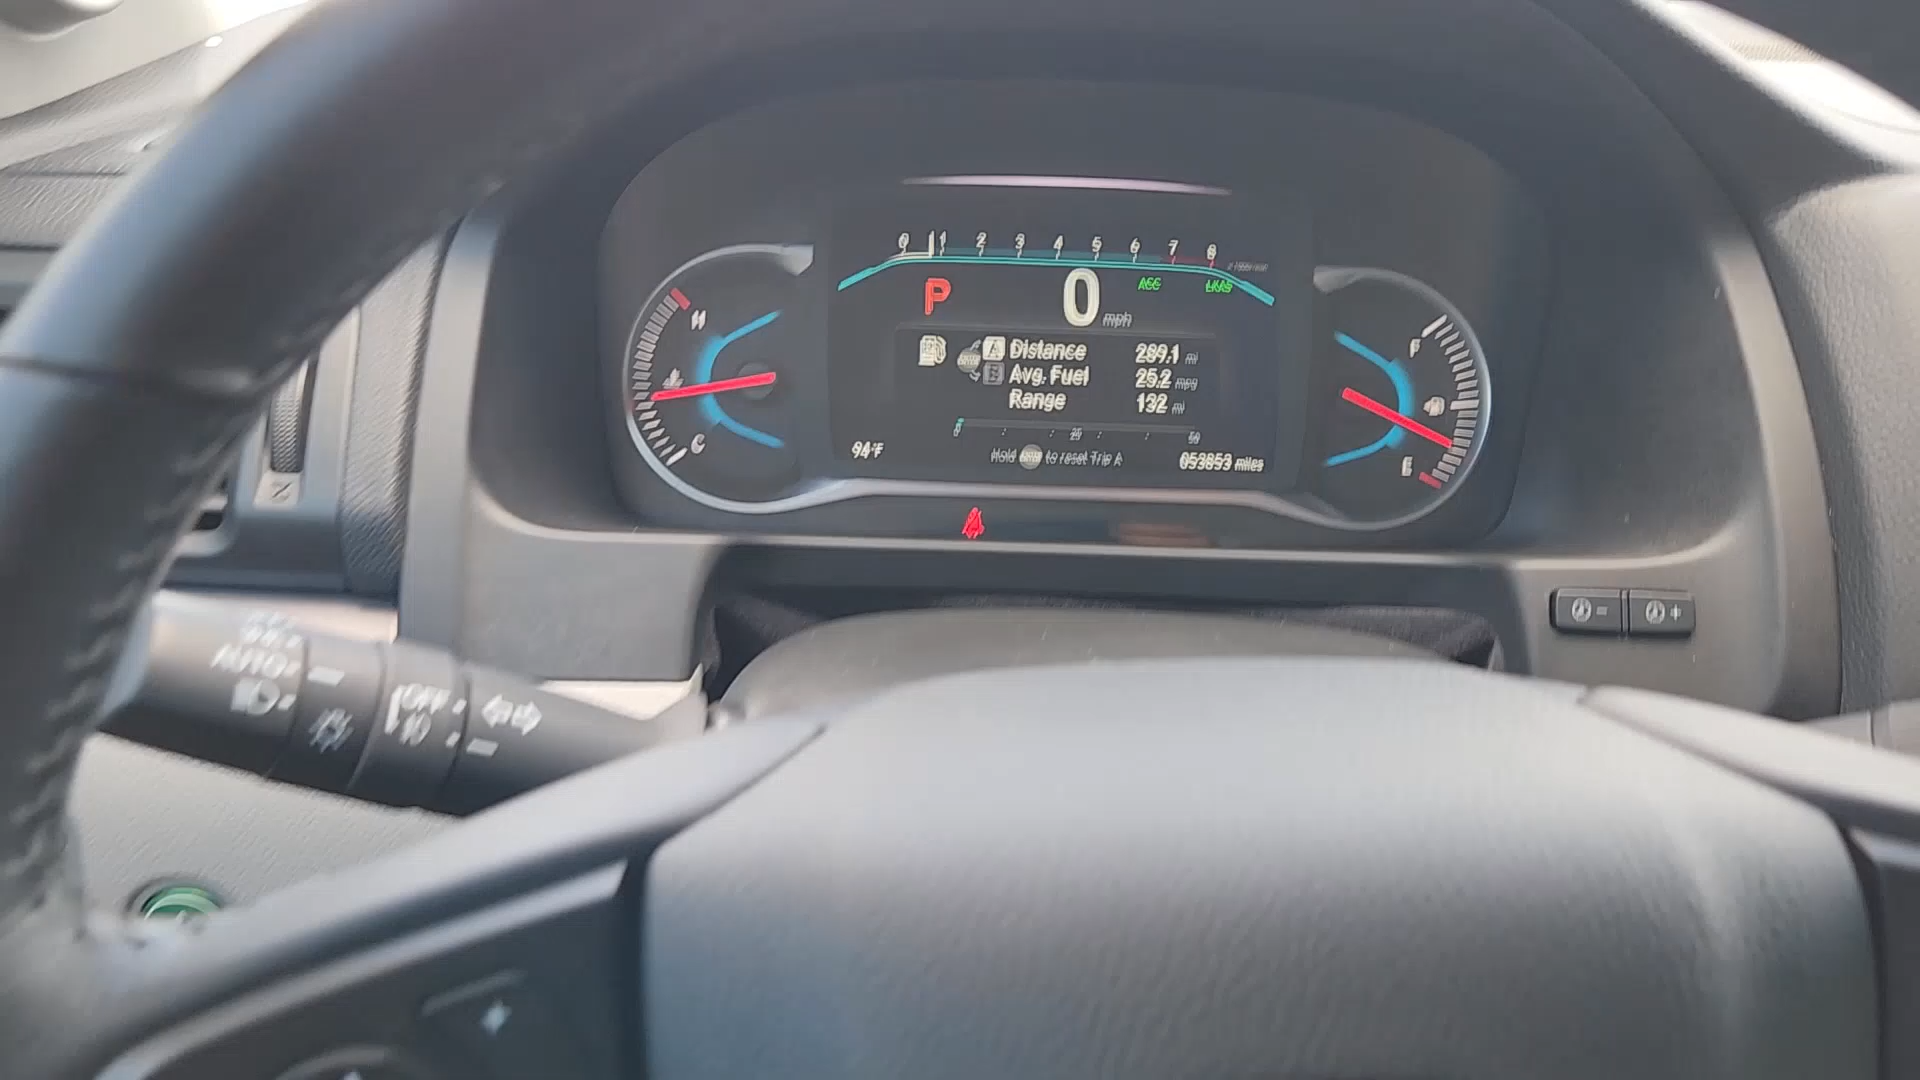 0 1 2 3 4 5 6 7 8
P 0 mph ACC LKAS
A Distance 289.1 mi
B Avg. Fuel 25.2 mpg
Range 132 mi
0 25 50
94°F Hold to reset Trip A 053853 miles
H
C
F
E
AUTO
OFF